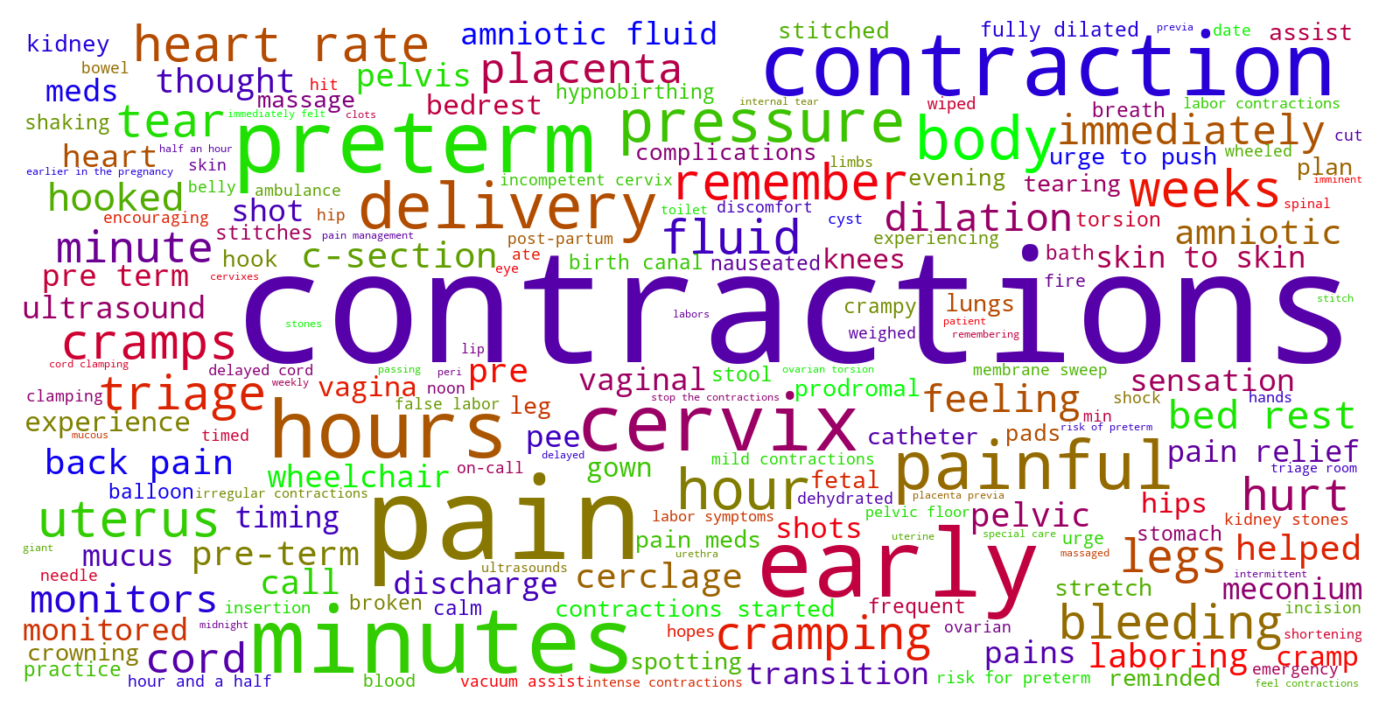 kidney heart rate amniotic fluid stitched contraction fully dilated previa date assist
bowel thought pelvis placenta
meds hit massage bedrest hypnobirthing wiped breath labor contractions
shaking tear immediately felt clots preterm internal tear pressure body immediately cut
heart half an hour skin complications limbs urge to push wheeled plan
earlier in the pregnancy belly ambulance incompetent cervix remember evening tearing weeks imminent
hooked encouraging shot hip delivery toilet discomfort cyst dilation torsion spinal
minute stitches pain management post-partum fluid experiencing amniotic
hook c-section ate birth canal nauseated knees bath skin to skin
pre term cervixes eye contractions fire
ultrasound crampy lungs stitch
stones labors weighed patient remembering
cramps lip
cord clamping delayed cord peri pre passing stool ovarian torsion membrane sweep sensation
triage weekly vagina noon vaginal prodromal feeling shock hands
clamping false labor leg stop the contractions min bed rest
experience timed hours pee cervix catheter pads risk of preterm
mucous delayed pain relief
back pain wheelchair on-call gown mild contractions painful triage room
balloon irregular contractions pain fetal hour dehydrated placenta previa hips hurt
uterus timing labor symptoms shots pelvic floor pelvic kidney stones
giant mucus pre-term pain meds uterine special care urge stomach helped
needle call ultrasounds urethra early massaged legs intermittent
discharge cerclage stretch meconium
monitors insertion broken calm contractions started frequent bleeding incision
monitored midnight minutes hopes cramping ovarian shortening
crowning cord spotting pains laboring cramp
practice hour and a half blood vacuum assist intense contractions transition risk for preterm reminded emergency
feel contractions